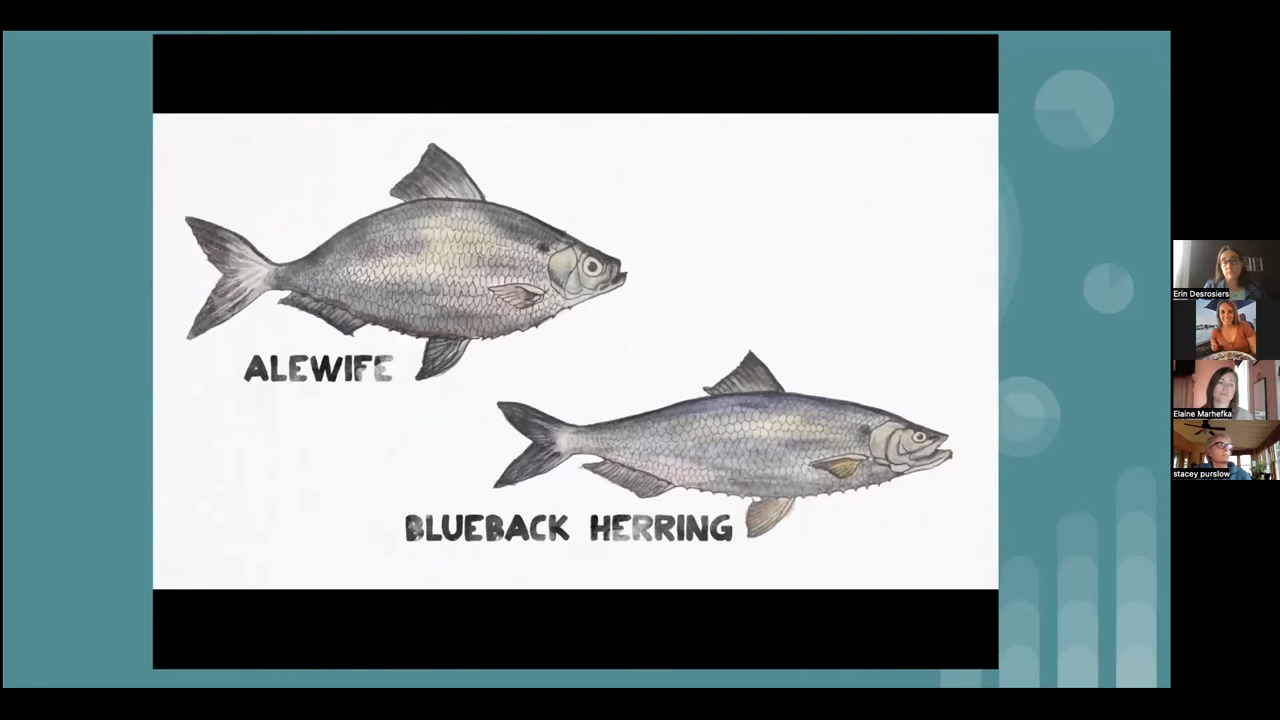 ALEWIFE
BLUEBACK HERRING
Erin Desrosiers
Elaine Marhefka
stacey purslow